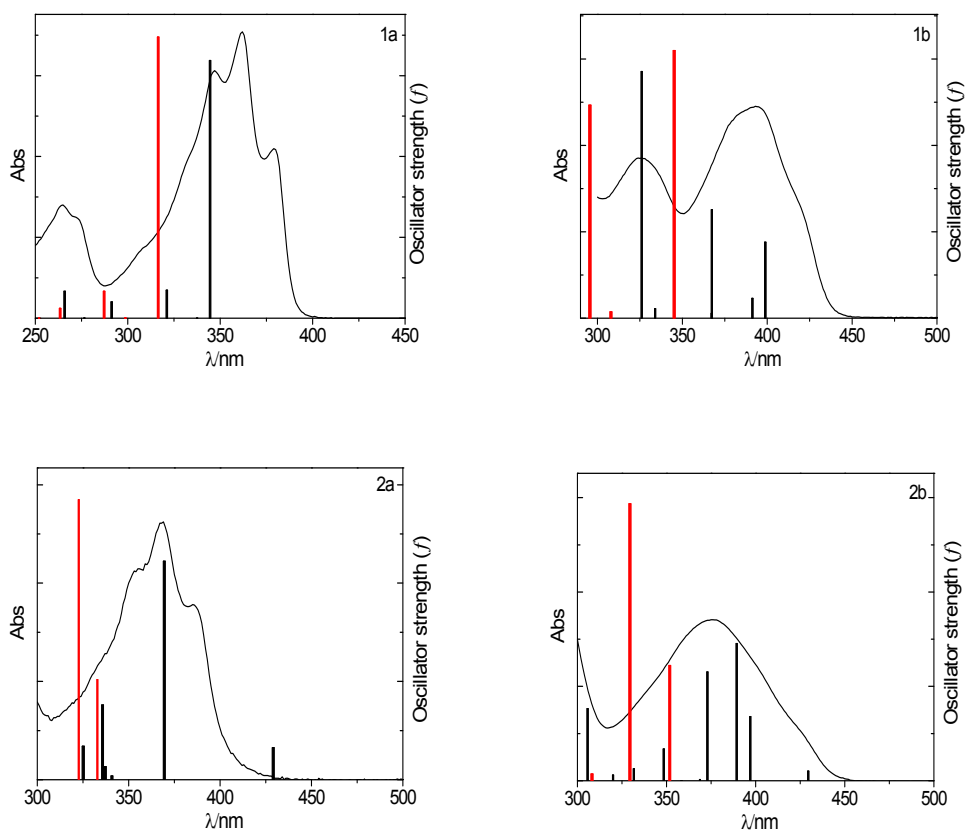 1a
Abs
Oscillator strength (f)
250 300 350 400 450
λ/nm
1b
Abs
Oscillator strength (f)
300 350 400 450 500
λ/nm
2a
Abs
Oscillator strength (f)
300 350 400 450 500
λ/nm
2b
Abs
Oscillator strength (f)
300 350 400 450 500
λ/nm